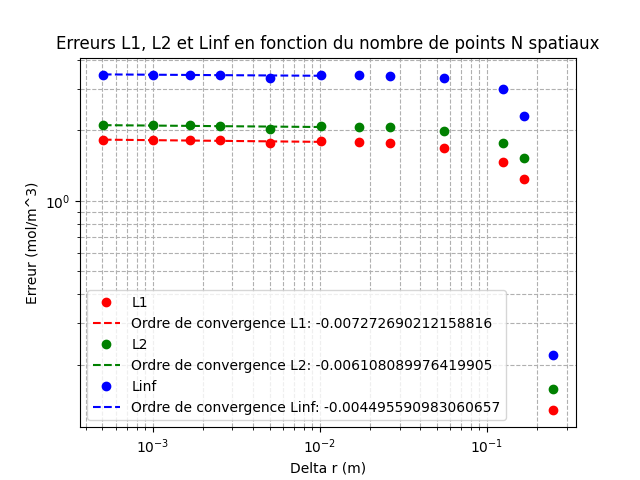 Erreurs L1, L2 et Linf en fonction du nombre de points N spatiaux
Erreur (mol/m^3)
10⁰
L1
Ordre de convergence L1: -0.007272690212158816
L2
Ordre de convergence L2: -0.006108089976419905
Linf
Ordre de convergence Linf: -0.004495590983060657
10⁻³ 10⁻² 10⁻¹
Delta r (m)